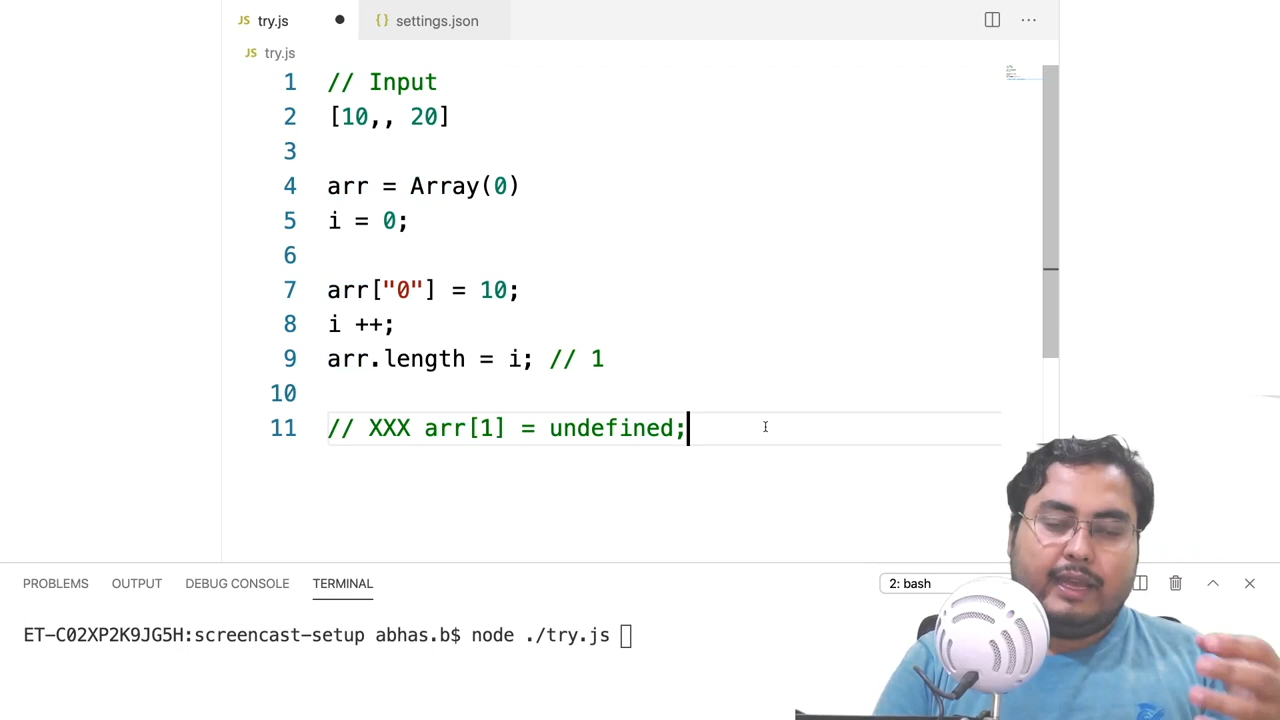 JS try.js
{} settings.json
JS try.js
1 // Input
2 [10,, 20]
3
4 arr = Array(0)
5 i = 0;
6
7 arr["0"] = 10;
8 i ++;
9 arr.length = i; // 1
10
11 // XXX arr[1] = undefined;
PROBLEMS OUTPUT DEBUG CONSOLE TERMINAL 2: bash
ET-C02XP2K9JG5H:screencast-setup abhas.b$ node ./try.js